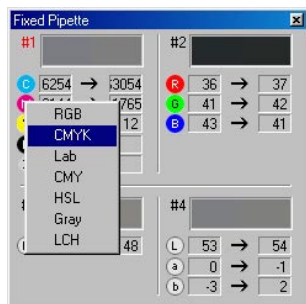 Fixed Pipette
#1 #2
C 6254 → 3054 R 36 → 37
G 41 → 42
12 B 43 → 41
RGB
CMYK
Lab
CMY
HSL
Gray
LCH
#4
48 L 53 → 54
a 0 → -1
b -3 → 2